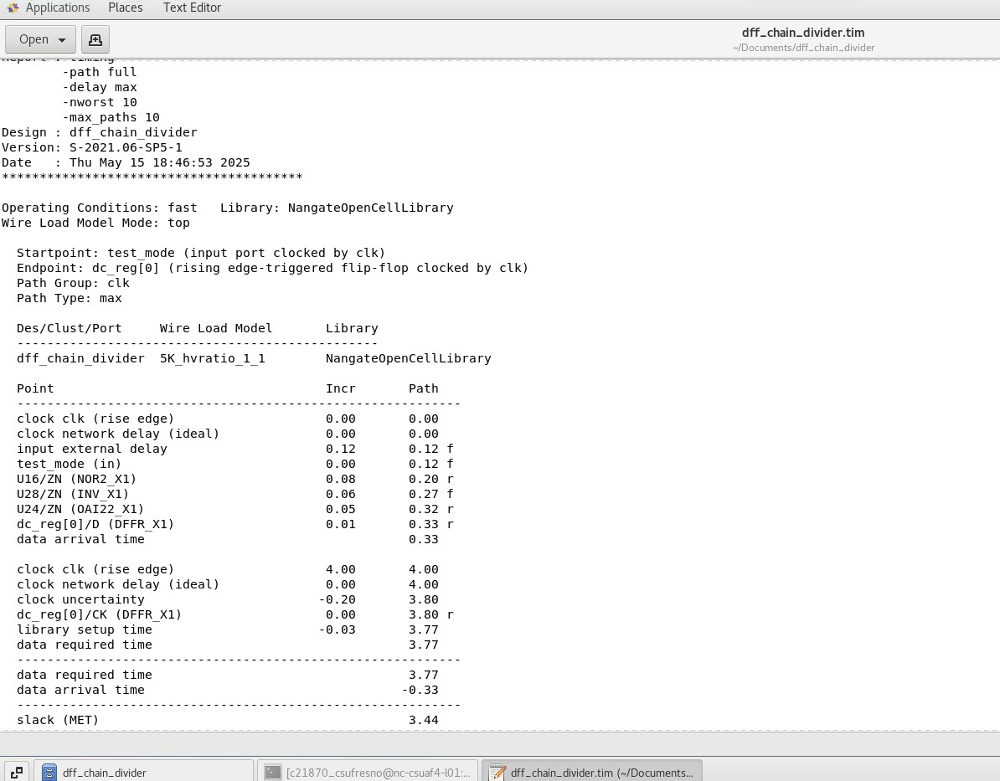 Applications Places Text Editor
Open
dff_chain_divider.tim
~/Documents/dff_chain_divider
Report : timing
        -path full
        -delay max
        -nworst 10
        -max_paths 10
Design : dff_chain_divider
Version: S-2021.06-SP5-1
Date   : Thu May 15 18:46:53 2025
****************************************
Operating Conditions: fast   Library: NangateOpenCellLibrary
Wire Load Model Mode: top
  Startpoint: test_mode (input port clocked by clk)
  Endpoint: dc_reg[0] (rising edge-triggered flip-flop clocked by clk)
  Path Group: clk
  Path Type: max
  Des/Clust/Port     Wire Load Model       Library
  ------------------------------------------------
  dff_chain_divider  5K_hvratio_1_1        NangateOpenCellLibrary
  Point                                    Incr       Path
  -----------------------------------------------------------
  clock clk (rise edge)                    0.00       0.00
  clock network delay (ideal)              0.00       0.00
  input external delay                     0.12       0.12 f
  test_mode (in)                           0.00       0.12 f
  U16/ZN (NOR2_X1)                         0.08       0.20 r
  U28/ZN (INV_X1)                          0.06       0.27 f
  U24/ZN (OAI22_X1)                        0.05       0.32 r
  dc_reg[0]/D (DFFR_X1)                    0.01       0.33 r
  data arrival time                                   0.33
  clock clk (rise edge)                    4.00       4.00
  clock network delay (ideal)              0.00       4.00
  clock uncertainty                       -0.20       3.80
  dc_reg[0]/CK (DFFR_X1)                   0.00       3.80 r
  library setup time                      -0.03       3.77
  data required time                                  3.77
  -----------------------------------------------------------
  data required time                                  3.77
  data arrival time                                  -0.33
  -----------------------------------------------------------
  slack (MET)                                         3.44
dff_chain_divider
[c21870_csufresno@nc-csuaf4-l01:...
dff_chain_divider.tim (~/Documents...